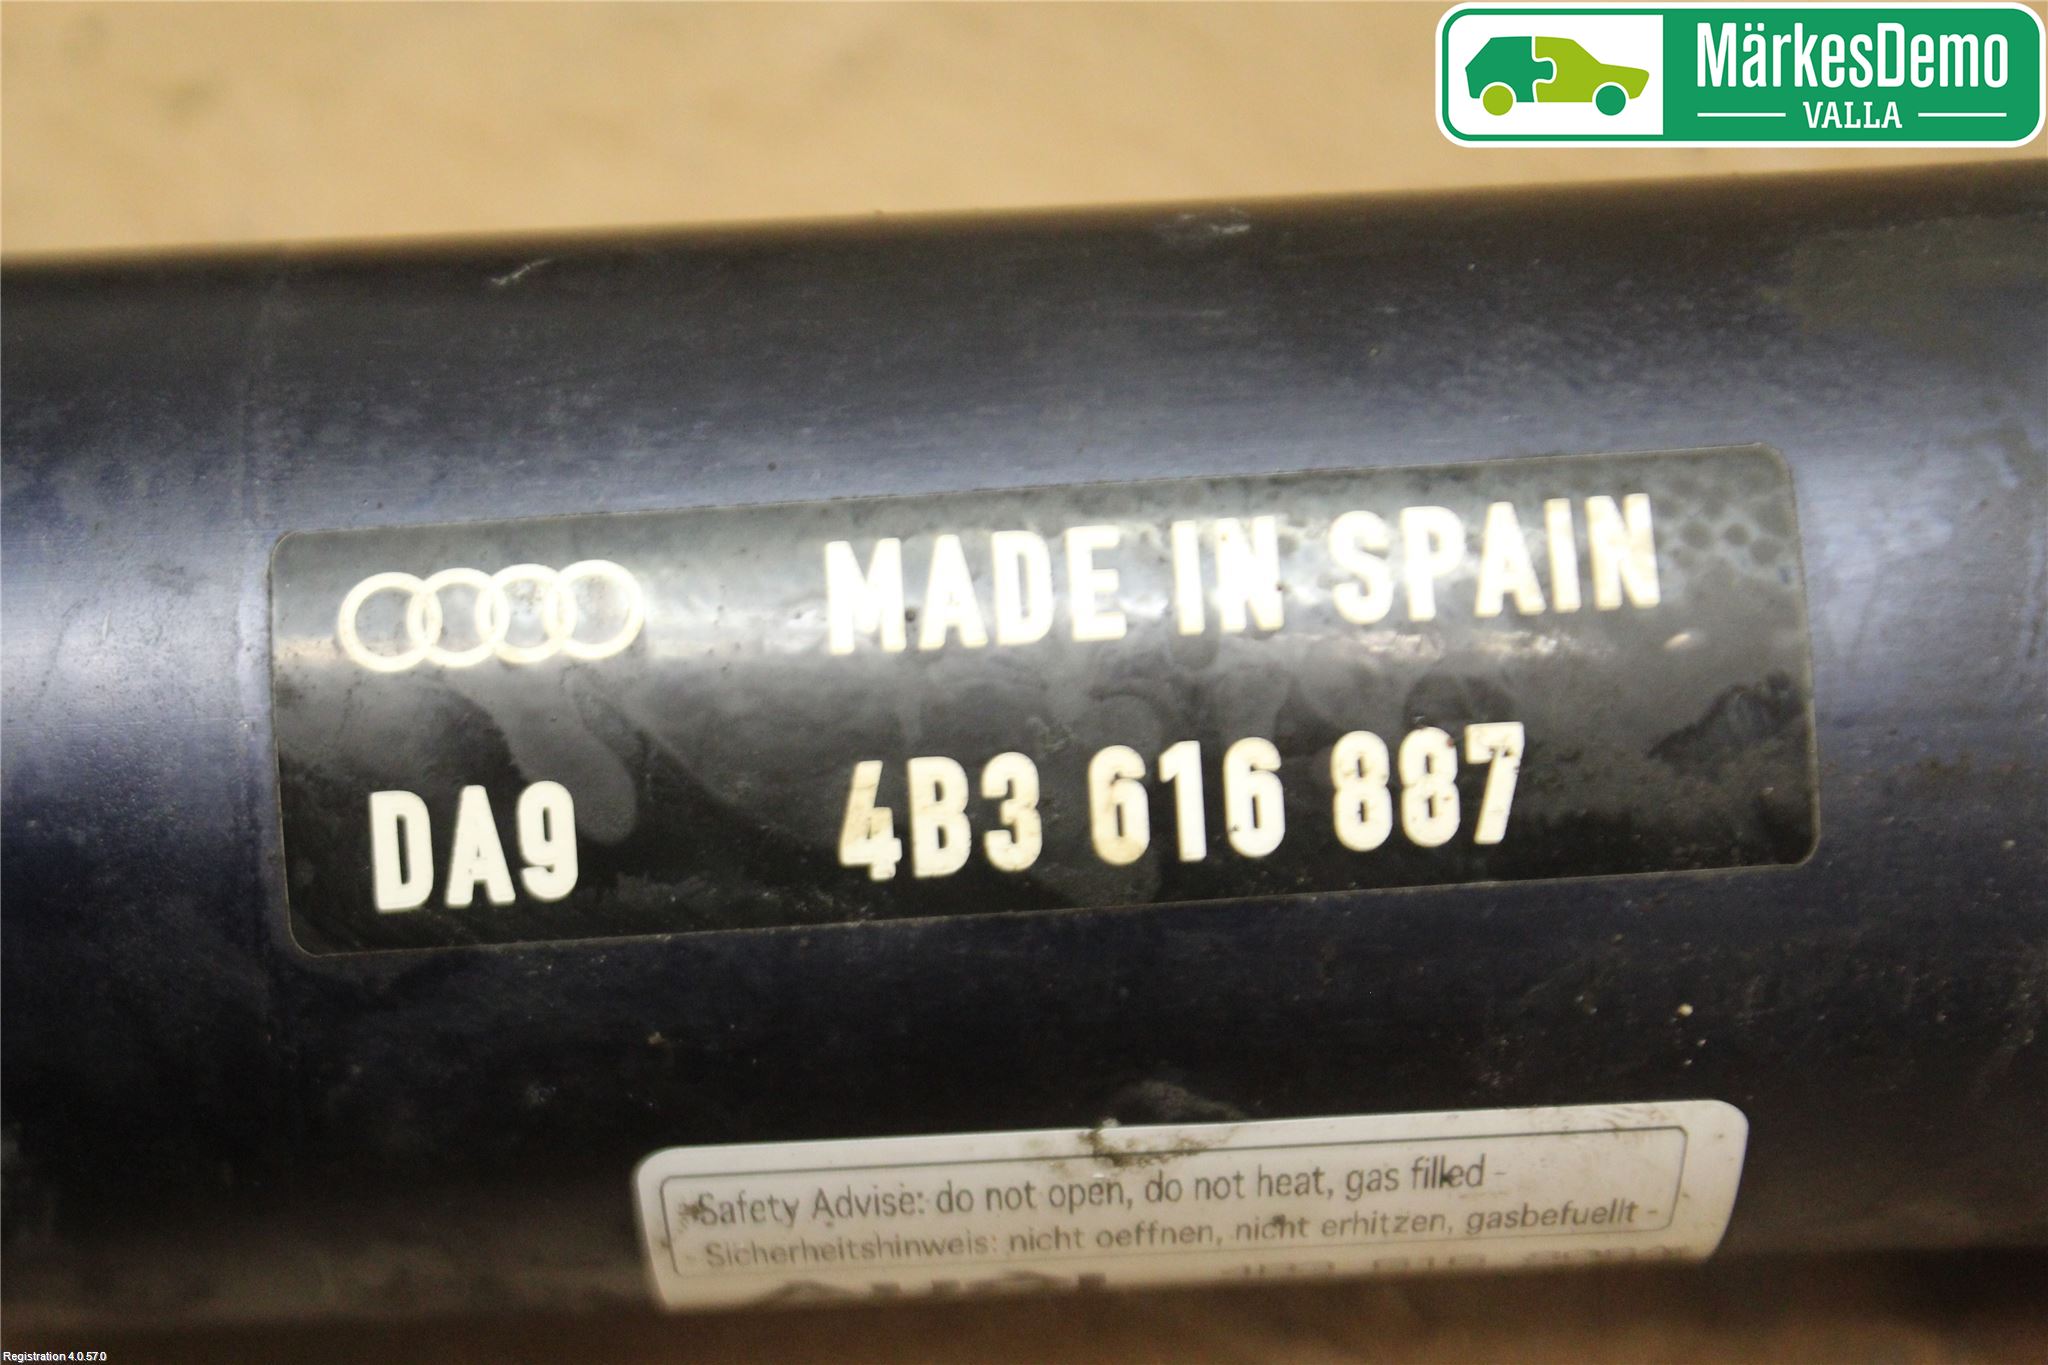 MärkesDemo
VALLA
MADE IN SPAIN
DA9 4B3 616 887
Safety Advise: do not open, do not heat, gas filled -
- Sicherheitshinweis: nicht oeffnen, nicht erhitzen, gasbefuellt -
Registration 4.0.57.0